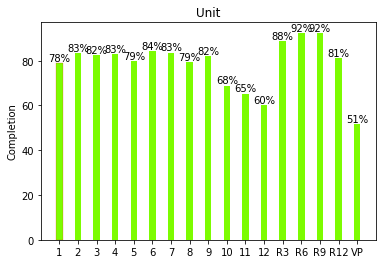 Unit
Completion
80
60
40
20
0
78% 83% 82% 83% 79% 84% 83% 79% 82% 68% 65% 60% 88% 92% 92% 81% 51%
1 2 3 4 5 6 7 8 9 10 11 12 R3 R6 R9 R12 VP